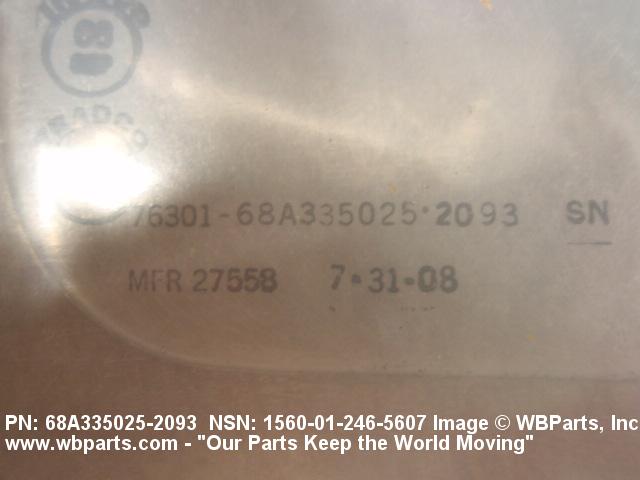 76301-68A335025·2093 SN
MFR 27558 7·31·08
PN: 68A335025-2093 NSN: 1560-01-246-5607 Image © WBParts, Inc
www.wbparts.com - "Our Parts Keep the World Moving"